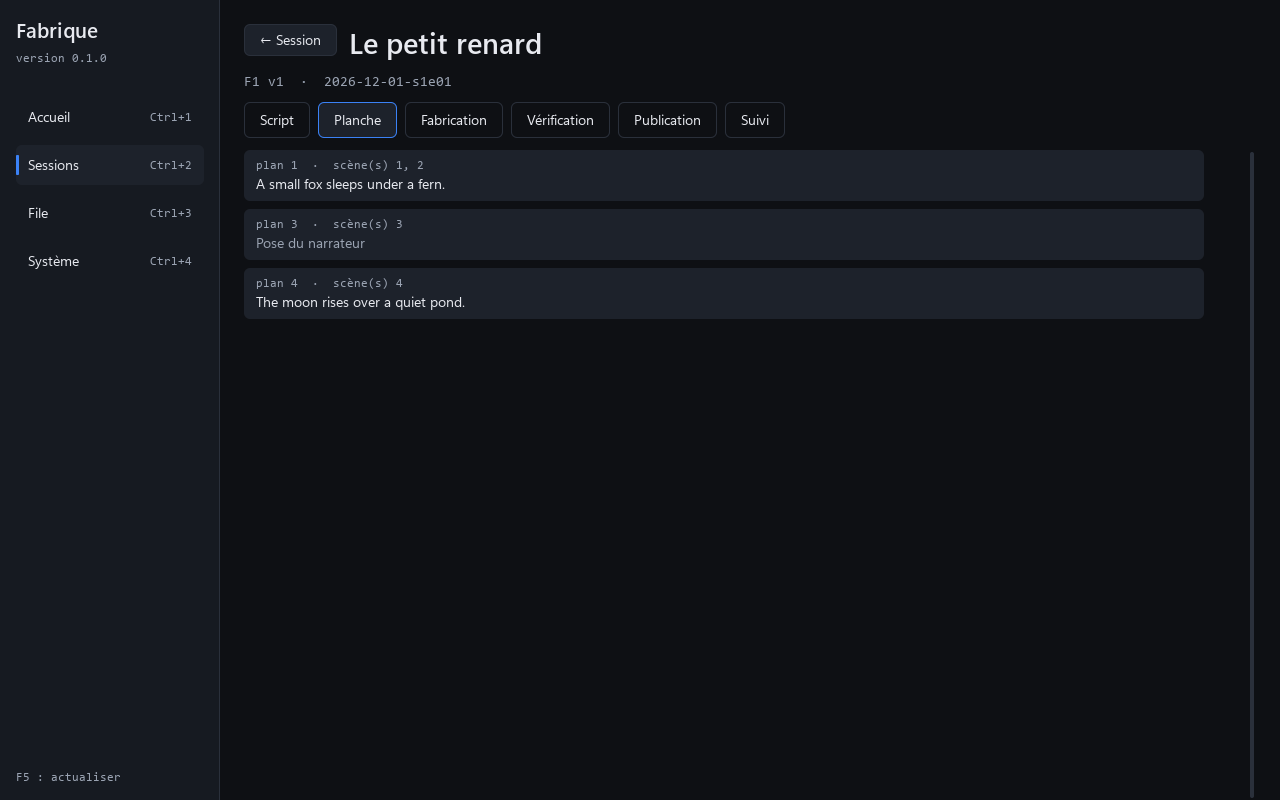 Fabrique
version 0.1.0
Accueil Ctrl+1
Sessions Ctrl+2
File Ctrl+3
Système Ctrl+4
F5 : actualiser
← Session Le petit renard
F1 v1 · 2026-12-01-s1e01
Script Planche Fabrication Vérification Publication Suivi
plan 1 · scène(s) 1, 2
A small fox sleeps under a fern.
plan 3 · scène(s) 3
Pose du narrateur
plan 4 · scène(s) 4
The moon rises over a quiet pond.